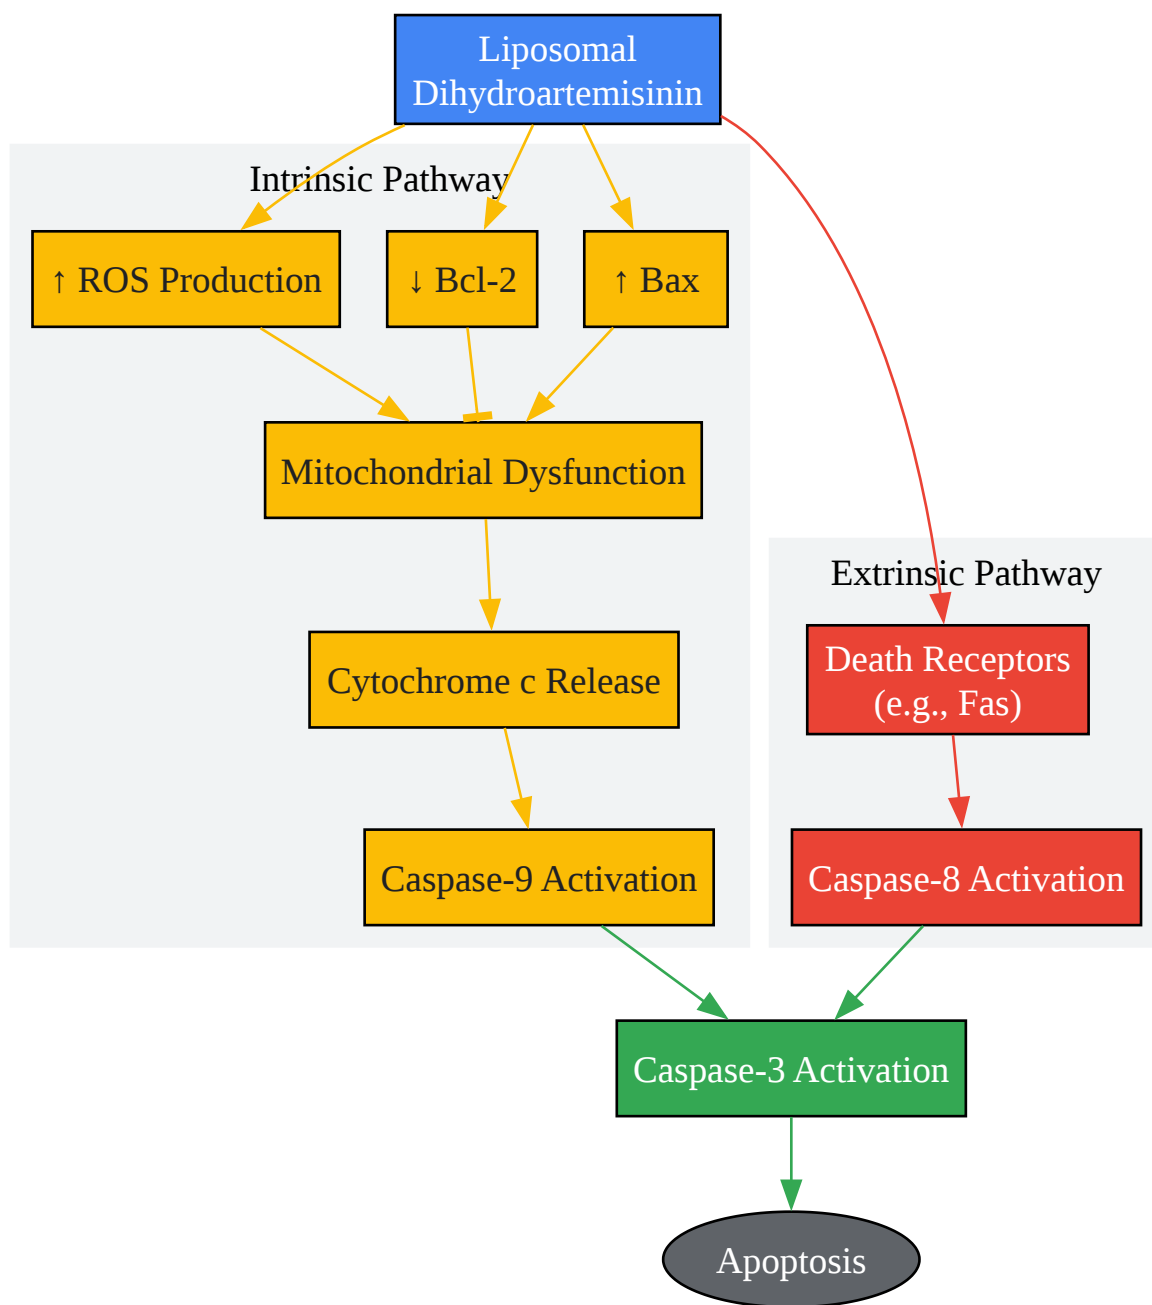 Liposomal
Dihydroartemisinin
Intrinsic Pathway
↑ ROS Production
↓ Bcl-2
↑ Bax
Mitochondrial Dysfunction
Extrinsic Pathway
Cytochrome c Release
Death Receptors
(e.g., Fas)
Caspase-9 Activation
Caspase-8 Activation
Caspase-3 Activation
Apoptosis